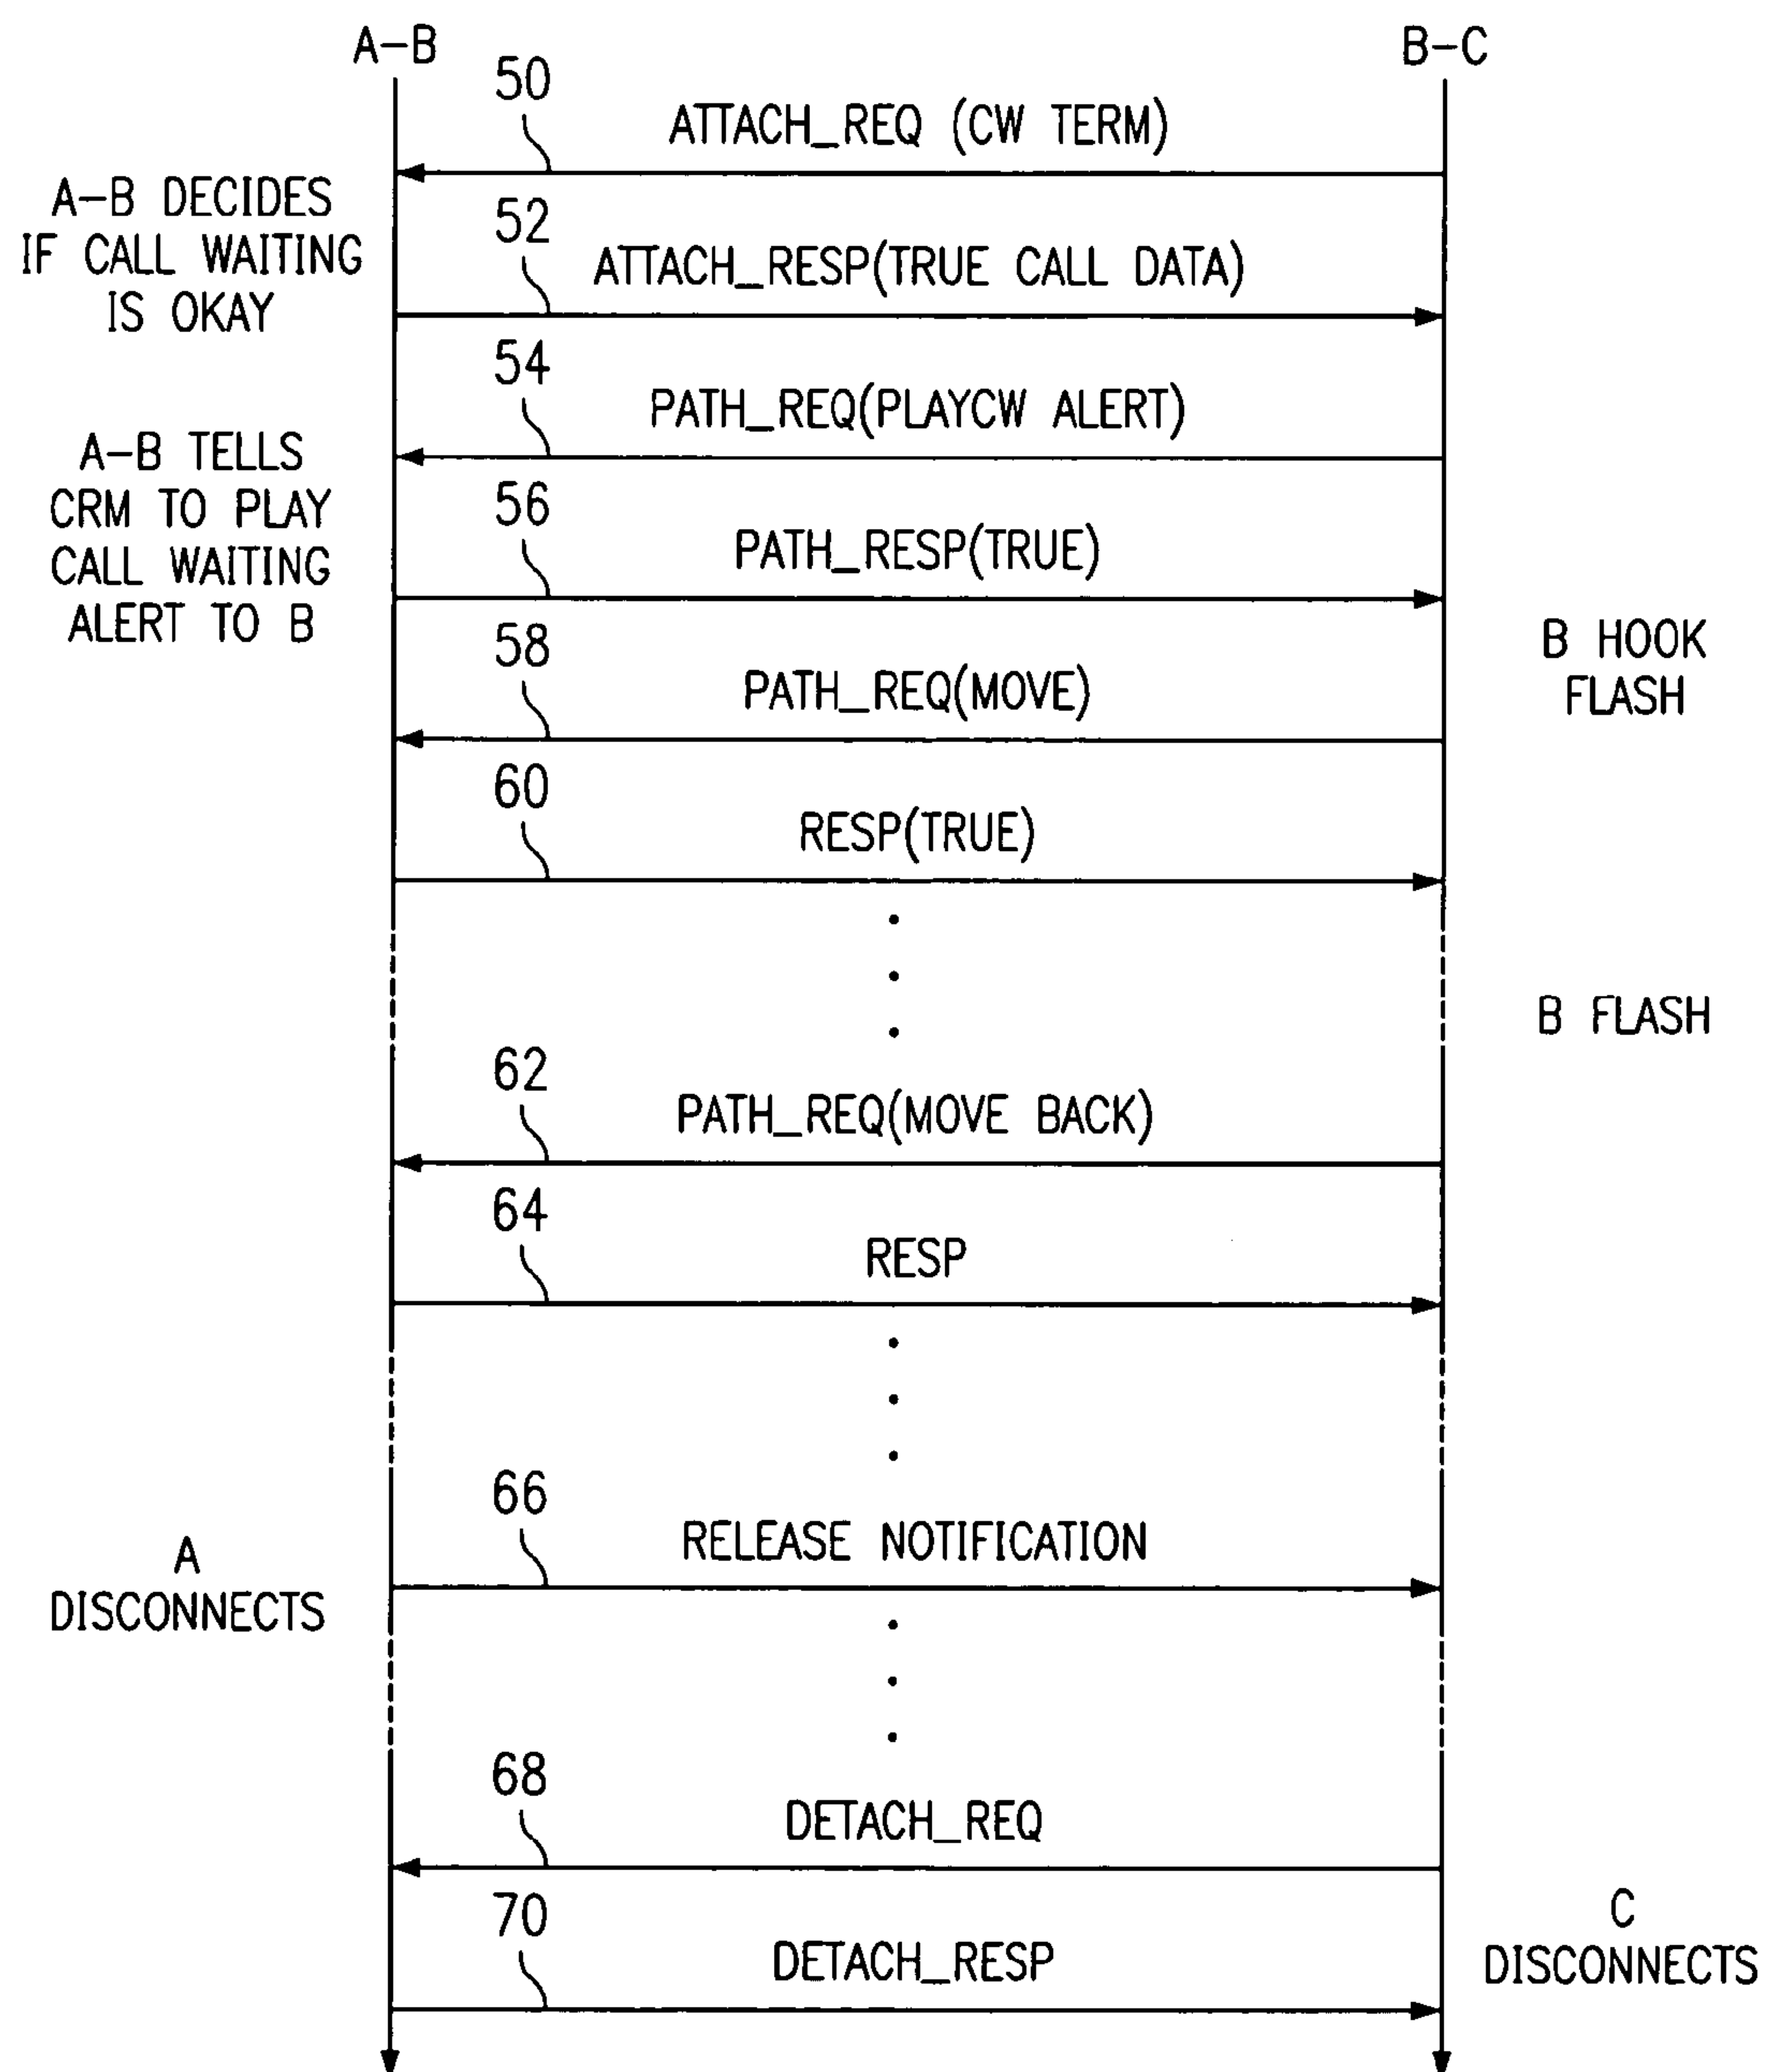 A-B
B-C
50
ATTACH_REQ (CW TERM)
A-B DECIDES
IF CALL WAITING
IS OKAY
52
ATTACH_RESP(TRUE CALL DATA)
54
PATH_REQ(PLAYCW ALERT)
A-B TELLS
CRM TO PLAY
CALL WAITING
ALERT TO B
56
PATH_RESP(TRUE)
B HOOK
FLASH
58
PATH_REQ(MOVE)
60
RESP(TRUE)
B FLASH
62
PATH_REQ(MOVE BACK)
64
RESP
66
RELEASE NOTIFICATION
A
DISCONNECTS
68
DETACH_REQ
70
DETACH_RESP
C
DISCONNECTS